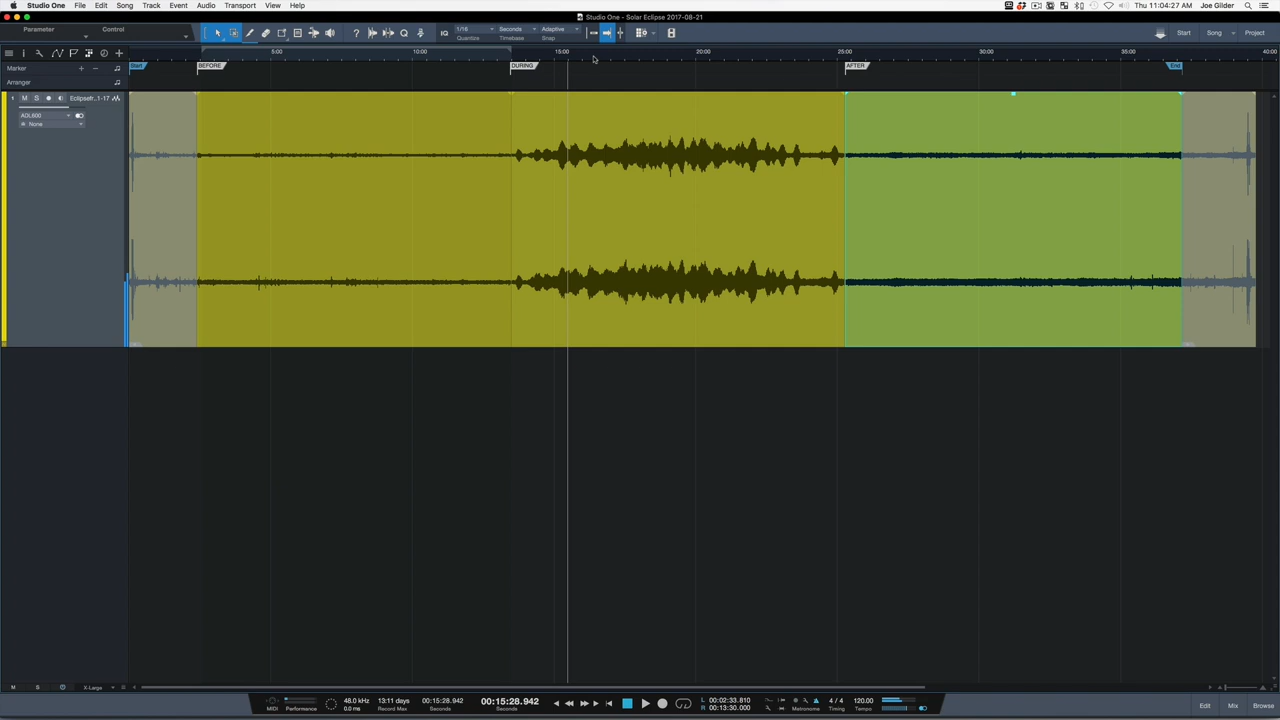 Studio One File Edit Song Track Event Audio Transport View Help
Thu 11:04:27 AM Joe Gilder
Studio One - Solar Eclipse 2017-08-21
Parameter Control
IQ 1/16 Seconds Adaptive
Quantize Timebase Snap
Start Song Project
5:00 10:00 15:00 20:00 25:00 30:00 35:00 40:00
Marker
Start BEFORE DURING AFTER End
Arranger
1 M S Eclipsefr...1-17
ADL600
None
M S X-Large
MIDI Performance
48.0 kHz
0.0 ms
13:11 days
Record Max
00:15:28.942
Seconds
00:15:28.942
Seconds
L 00:02:33.810
R 00:13:30.000
Metronome
4 / 4
Timing
120.00
Tempo
Edit Mix Browse